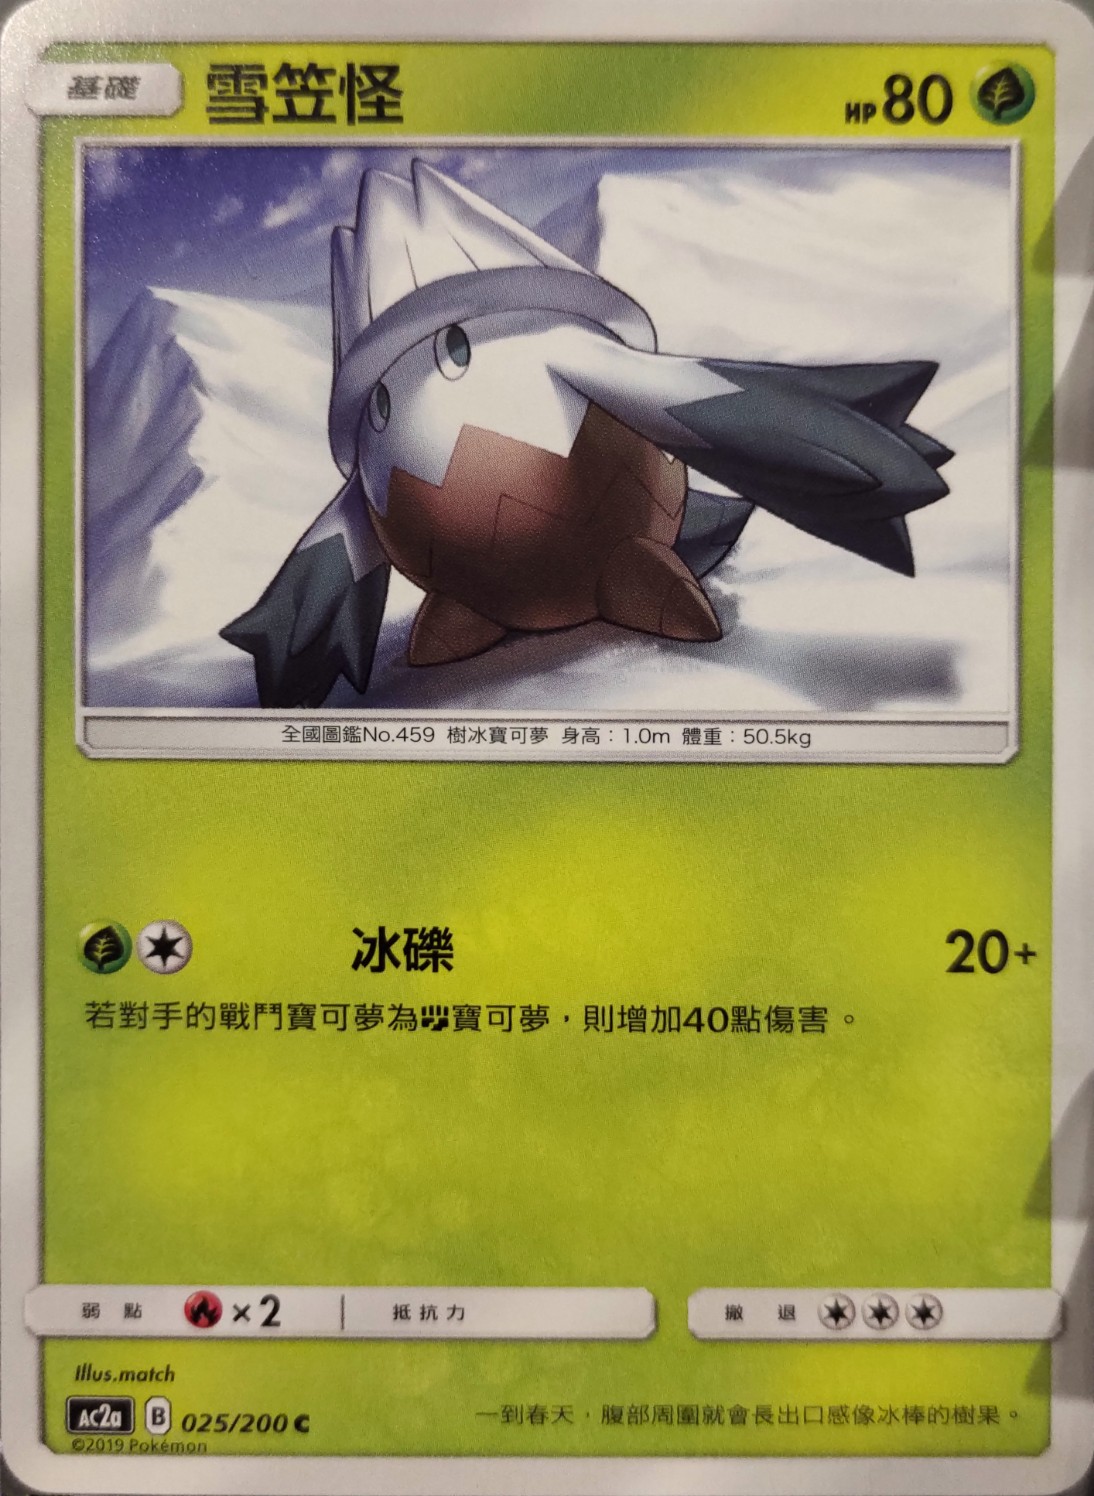 基礎 雪笠怪 HP80
全國圖鑑No.459 樹冰寶可夢 身高：1.0m 體重：50.5kg
冰礫 20+
若對手的戰鬥寶可夢為寶可夢，則增加40點傷害。
弱點 ×2 抵抗力 撤退
Illus.match
AC2a B 025/200 C
一到春天，腹部周圍就會長出口感像冰棒的樹果。
©2019 Pokémon